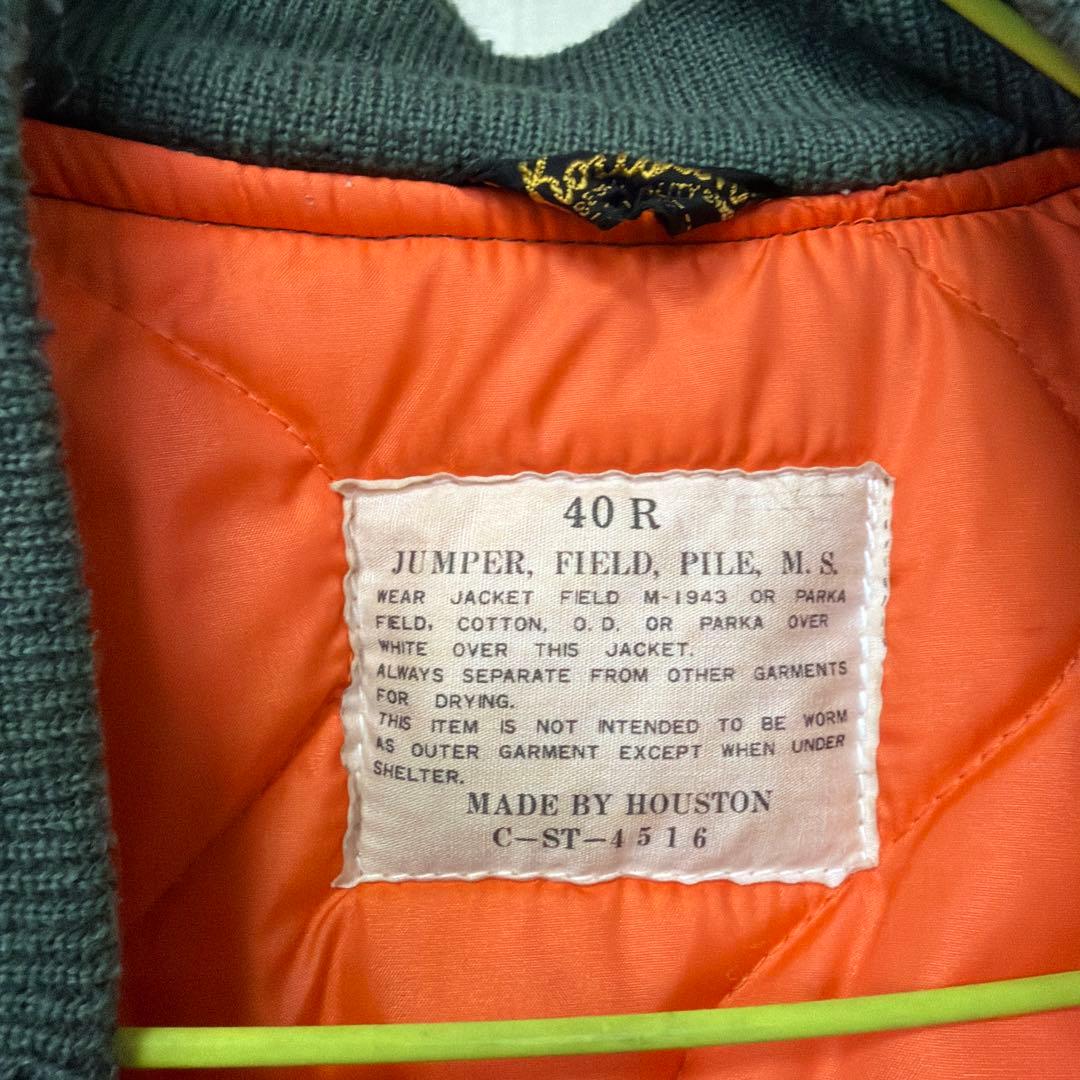 Houston
40 R
JUMPER, FIELD, PILE, M. S.
WEAR JACKET FIELD M-1943 OR PARKA
FIELD, COTTON, O. D. OR PARKA OVER
WHITE OVER THIS JACKET.
ALWAYS SEPARATE FROM OTHER GARMENTS
FOR DRYING.
THIS ITEM IS NOT INTENDED TO BE WORM
AS OUTER GARMENT EXCEPT WHEN UNDER
SHELTER.
MADE BY HOUSTON
C-ST-4516